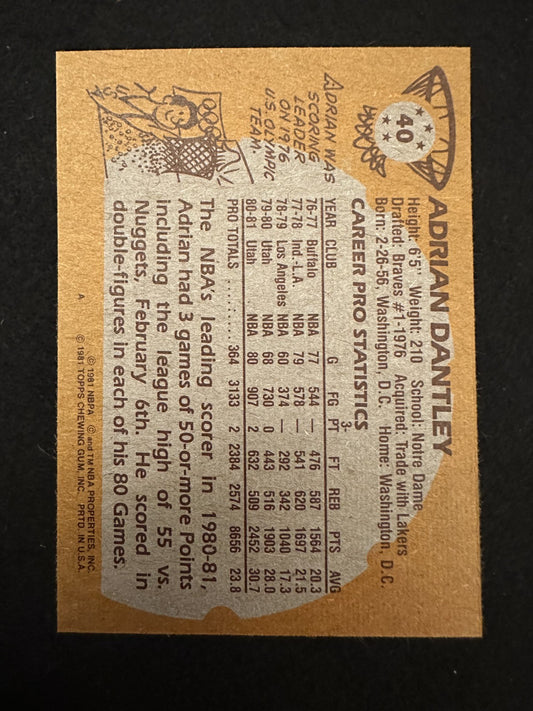 40
ADRIAN DANTLEY
Height: 6'5" Weight: 210 School: Notre Dame
Drafted: Braves #1-1976 Acquired: Trade with Lakers
Born: 2-28-56, Washington, D.C. Home: Washington, D.C.
CAREER PRO STATISTICS
3-
YEAR CLUB G FG PT FT REB PTS AVG
76-77 Buffalo NBA 77 544 — 476 587 1564 20.3
77-78 Ind.-L.A NBA 79 578 — 541 620 1697 21.5
78-79 Los Angeles NBA 60 374 — 292 342 1040 17.3
79-80 Utah NBA 68 730 0 443 516 1903 28.0
80-81 Utah NBA 80 907 2 632 509 2452 30.7
PRO TOTALS ......... 364 3133 2 2384 2574 8656 23.8
ADRIAN WAS
SCORING
LEADER
ON 1976
U.S. OLYMPIC
TEAM.
The NBA's leading scorer in 1980-81,
Adrian had 3 games of 50-or-more Points
including the league high of 55 vs.
Nuggets, February 6th. He scored in
double-figures in each of his 80 Games.
A
© 1981 NBPA © and TM NBA PROPERTIES, INC.
© 1981 TOPPS CHEWING GUM, INC. PRTD. IN U.S.A.